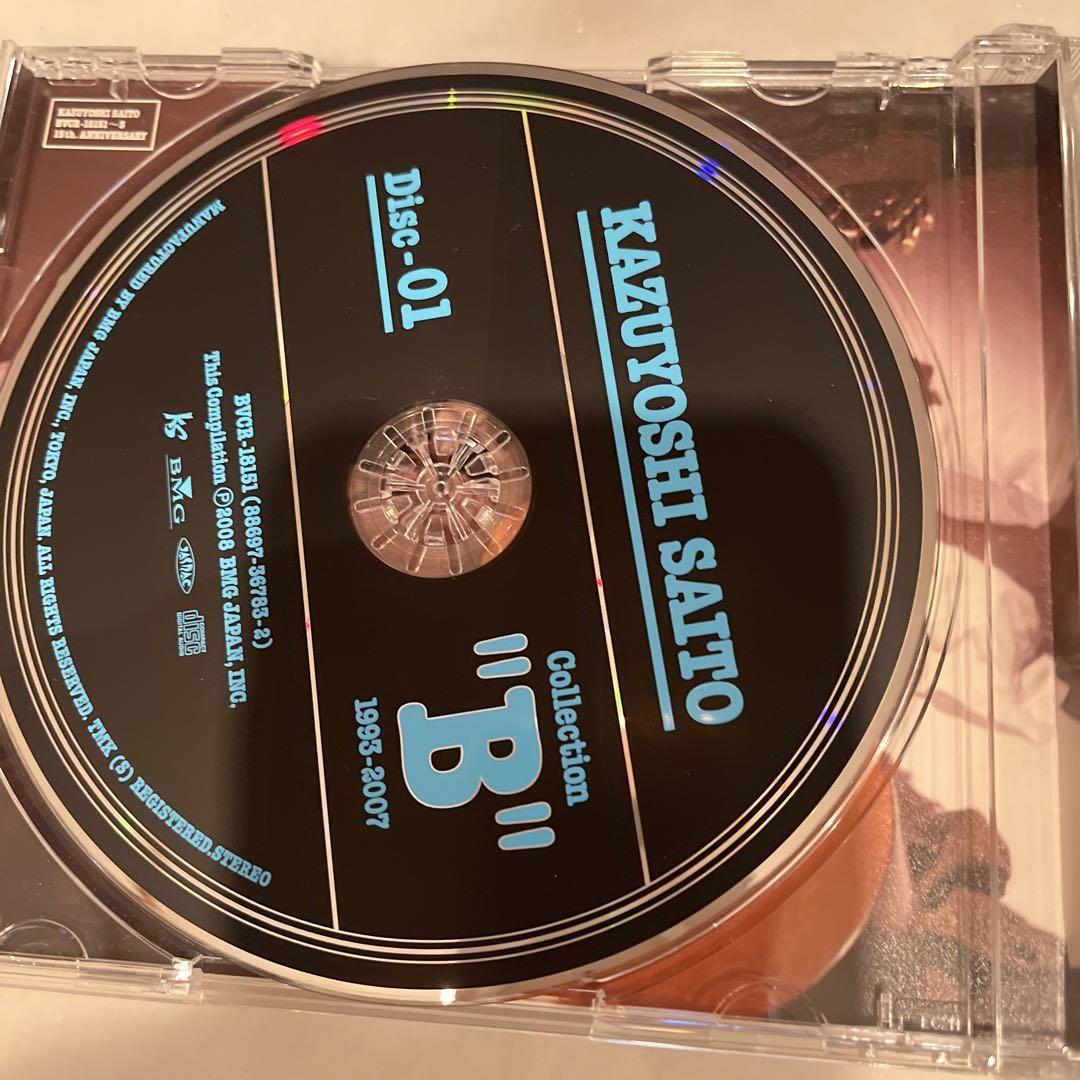 KAZUYOSHI SAITO
BVCR-18151~3
15th. ANNIVERSARY
KAZUYOSHI SAITO
Disc-01
Collection
"B"
1993-2007
BVCR-18151 (88697-36783-2)
This Compilation Ⓟ2008 BMG JAPAN, INC.
KS
BMG
JASRAC
COMPACT
disc
DIGITAL AUDIO
MANUFACTURED BY BMG JAPAN, INC., TOKYO, JAPAN. ALL RIGHTS RESERVED. TMK (S) REGISTERED.STEREO